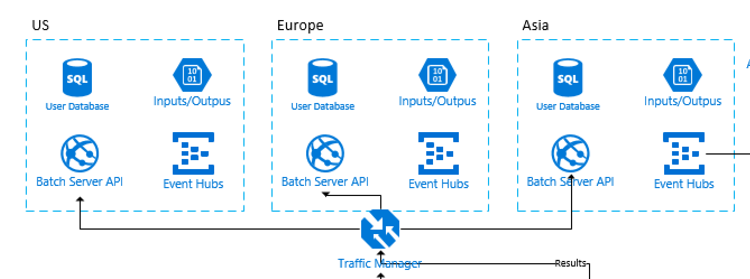 US
Europe
Asia
SQL
User Database
10
01
Inputs/Outpus
SQL
User Database
10
01
Inputs/Outpus
SQL
User Database
10
01
Inputs/Outpus
Batch Server API
Event Hubs
Batch Server API
Event Hubs
Batch Server API
Event Hubs
Traffic Manager
Results